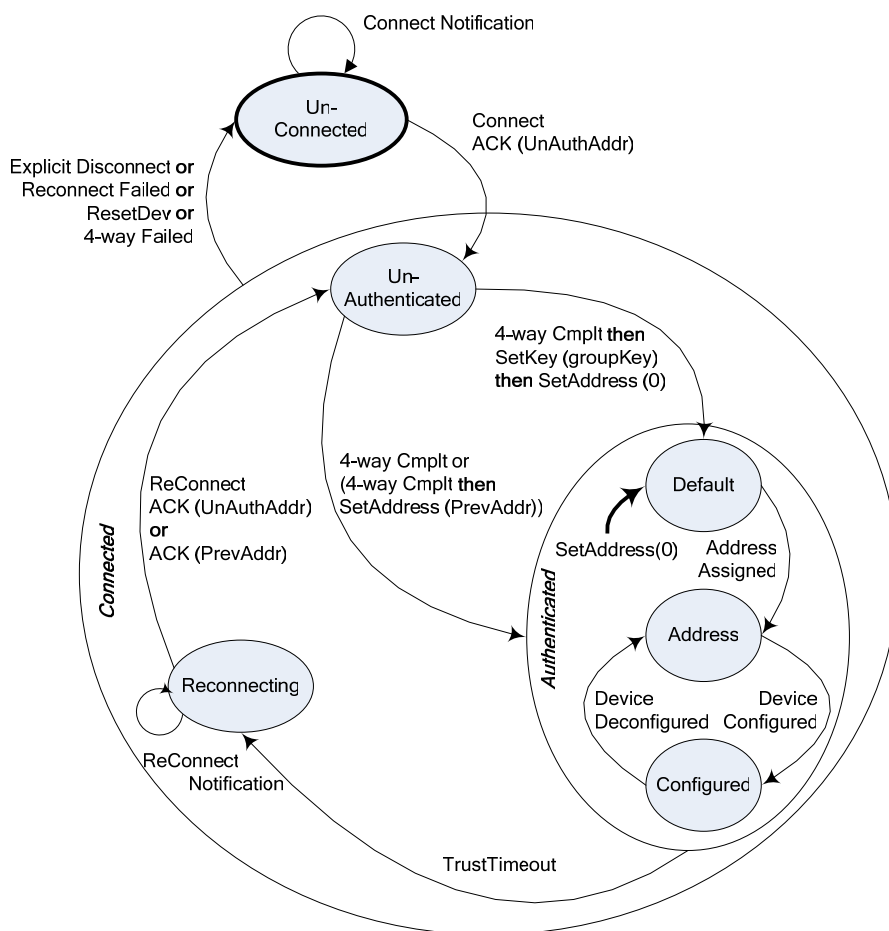 Connect Notification
Un-
Connected
Connect
ACK (UnAuthAddr)
Explicit Disconnect or
Reconnect Failed or
ResetDev or
4-way Failed
Un-
Authenticated
4-way Cmplt then
SetKey (groupKey)
then SetAddress (0)
4-way Cmplt or
(4-way Cmplt then
SetAddress (PrevAddr))
ReConnect
ACK (UnAuthAddr)
or
ACK (PrevAddr)
Connected
Default
SetAddress(0)
Address
Assigned
Authenticated
Address
Reconnecting
Device
Deconfigured
Device
Configured
ReConnect
Notification
Configured
TrustTimeout